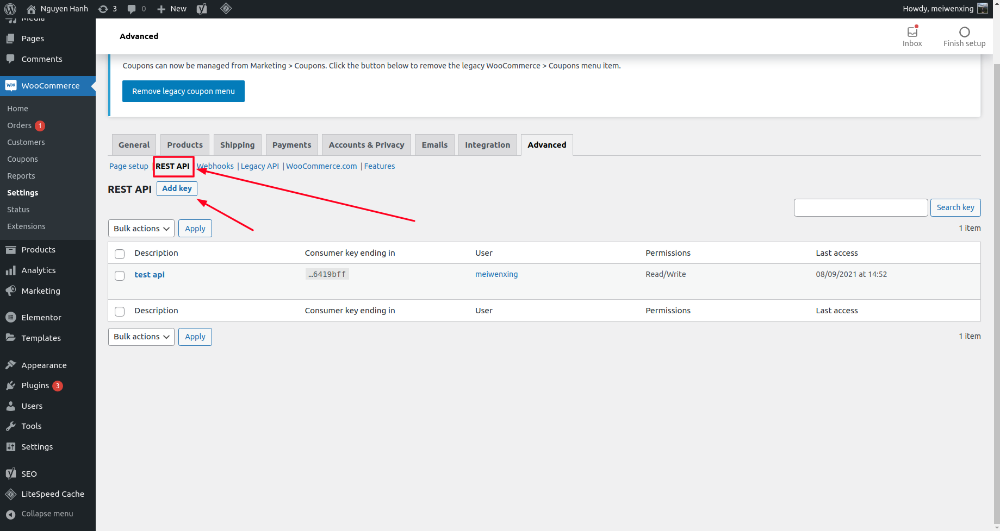 Nguyen Hanh 3 0 New Howdy, meiwenxing
Media
Pages
Comments
WooCommerce
Home
Orders 1
Customers
Coupons
Reports
Settings
Status
Extensions
Products
Analytics
Marketing
Elementor
Templates
Appearance
Plugins 3
Users
Tools
Settings
SEO
LiteSpeed Cache
Collapse menu
Advanced
Inbox
Finish setup
Coupons can now be managed from Marketing > Coupons. Click the button below to remove the legacy WooCommerce > Coupons menu item.
Remove legacy coupon menu
General Products Shipping Payments Accounts & Privacy Emails Integration Advanced
Page setup | REST API Webhooks | Legacy API | WooCommerce.com | Features
REST API Add key
Search key
Bulk actions Apply 1 item
Description Consumer key ending in User Permissions Last access
test api …6419bff meiwenxing Read/Write 08/09/2021 at 14:52
Description Consumer key ending in User Permissions Last access
Bulk actions Apply 1 item